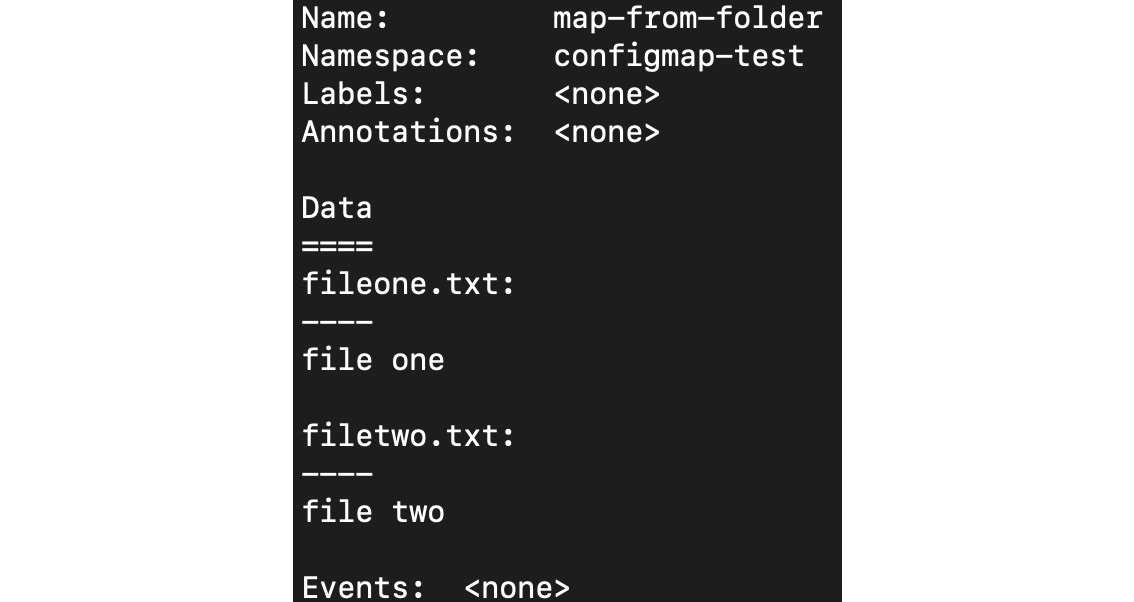 Name:         map-from-folder
Namespace:    configmap-test
Labels:       <none>
Annotations:  <none>

Data
====
fileone.txt:
----
file one

filetwo.txt:
----
file two

Events:  <none>